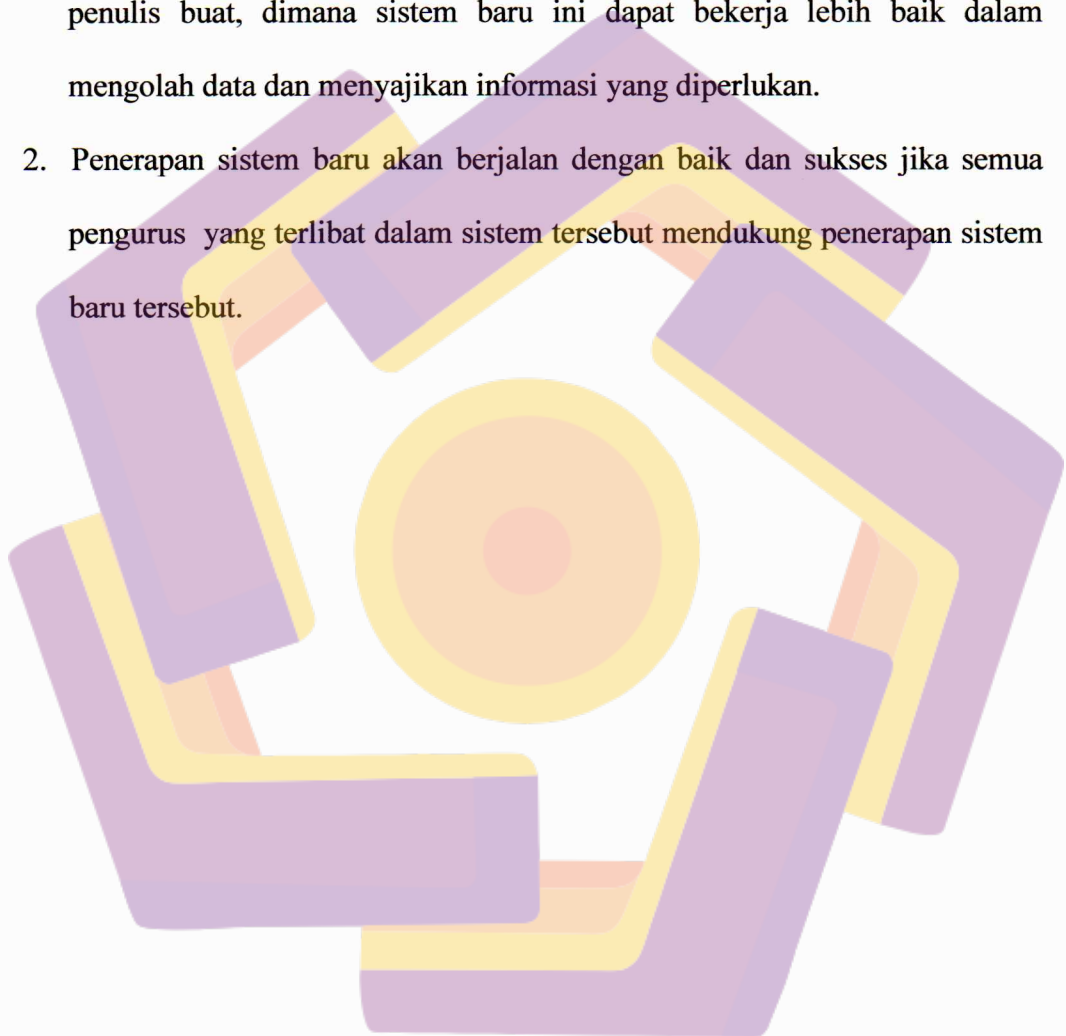 penulis buat, dimana sistem baru ini dapat bekerja lebih baik dalam
mengolah data dan menyajikan informasi yang diperlukan.
2. Penerapan sistem baru akan berjalan dengan baik dan sukses jika semua
pengurus yang terlibat dalam sistem tersebut mendukung penerapan sistem
baru tersebut.